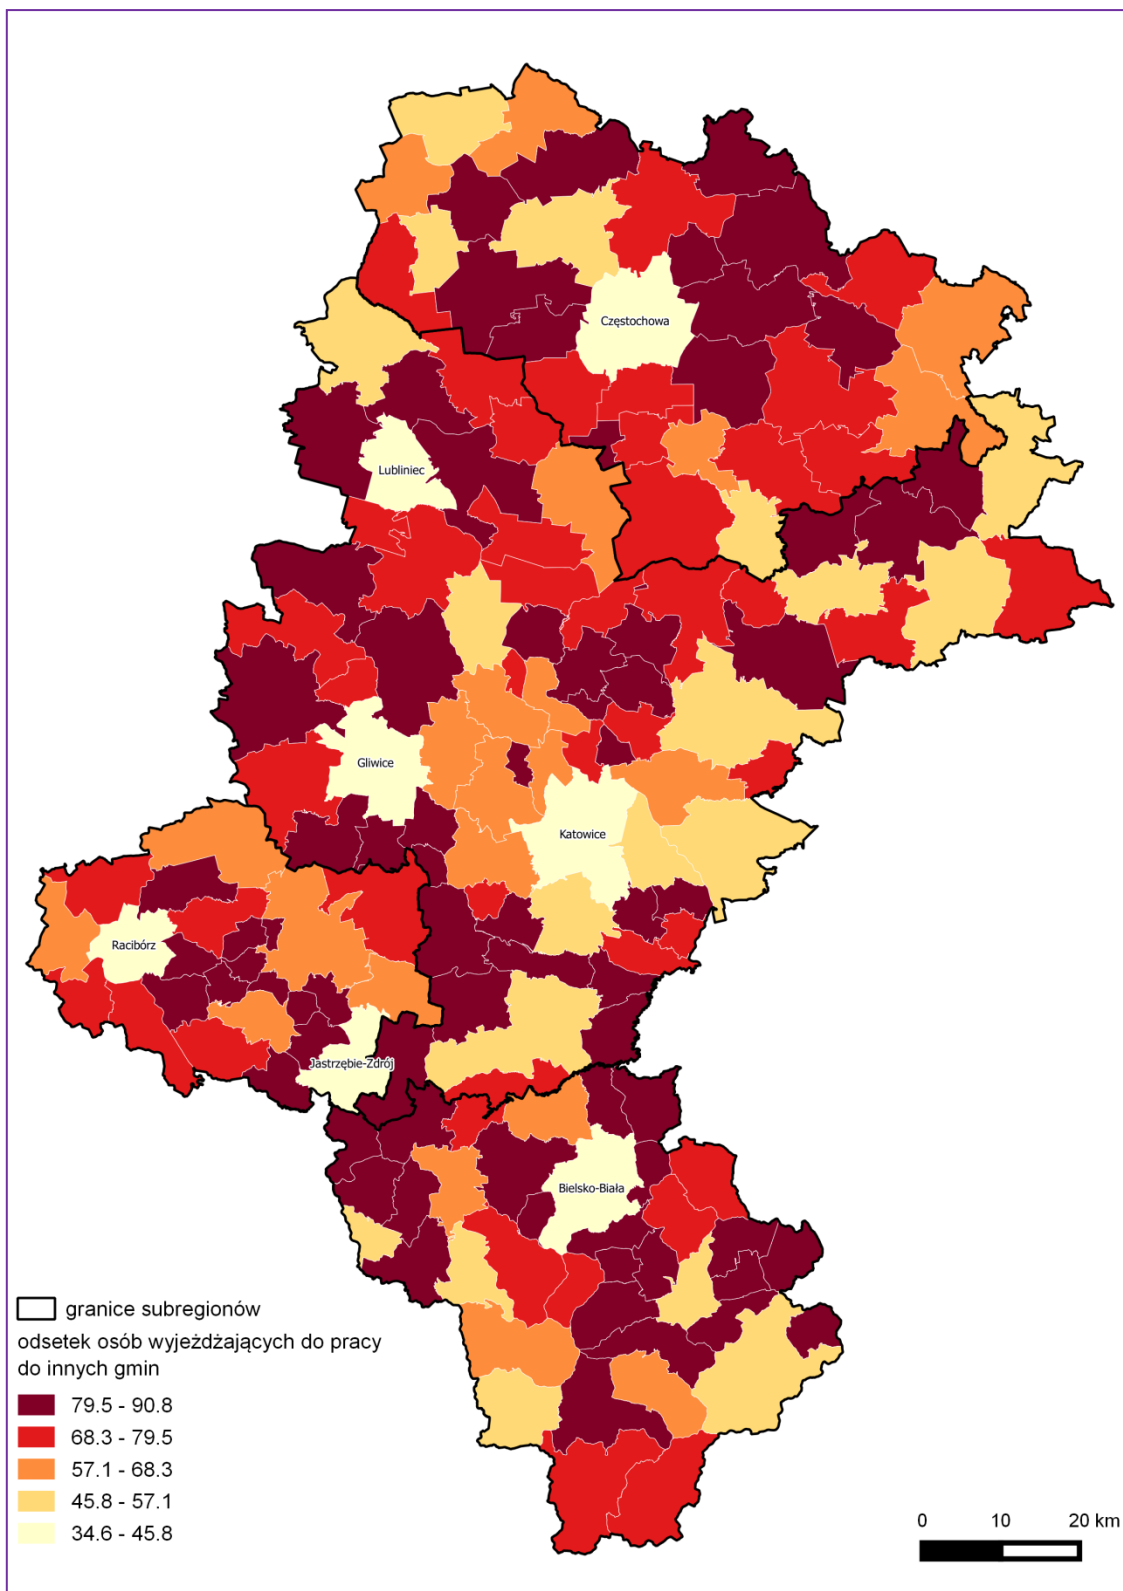 Częstochowa
Lubliniec
Gliwice
Katowice
Racibórz
Jastrzębie-Zdrój
Bielsko-Biała
granice subregionów
odsetek osób wyjeżdżających do pracy
do innych gmin
79.5 - 90.8
68.3 - 79.5
57.1 - 68.3
45.8 - 57.1
34.6 - 45.8
0 10 20 km